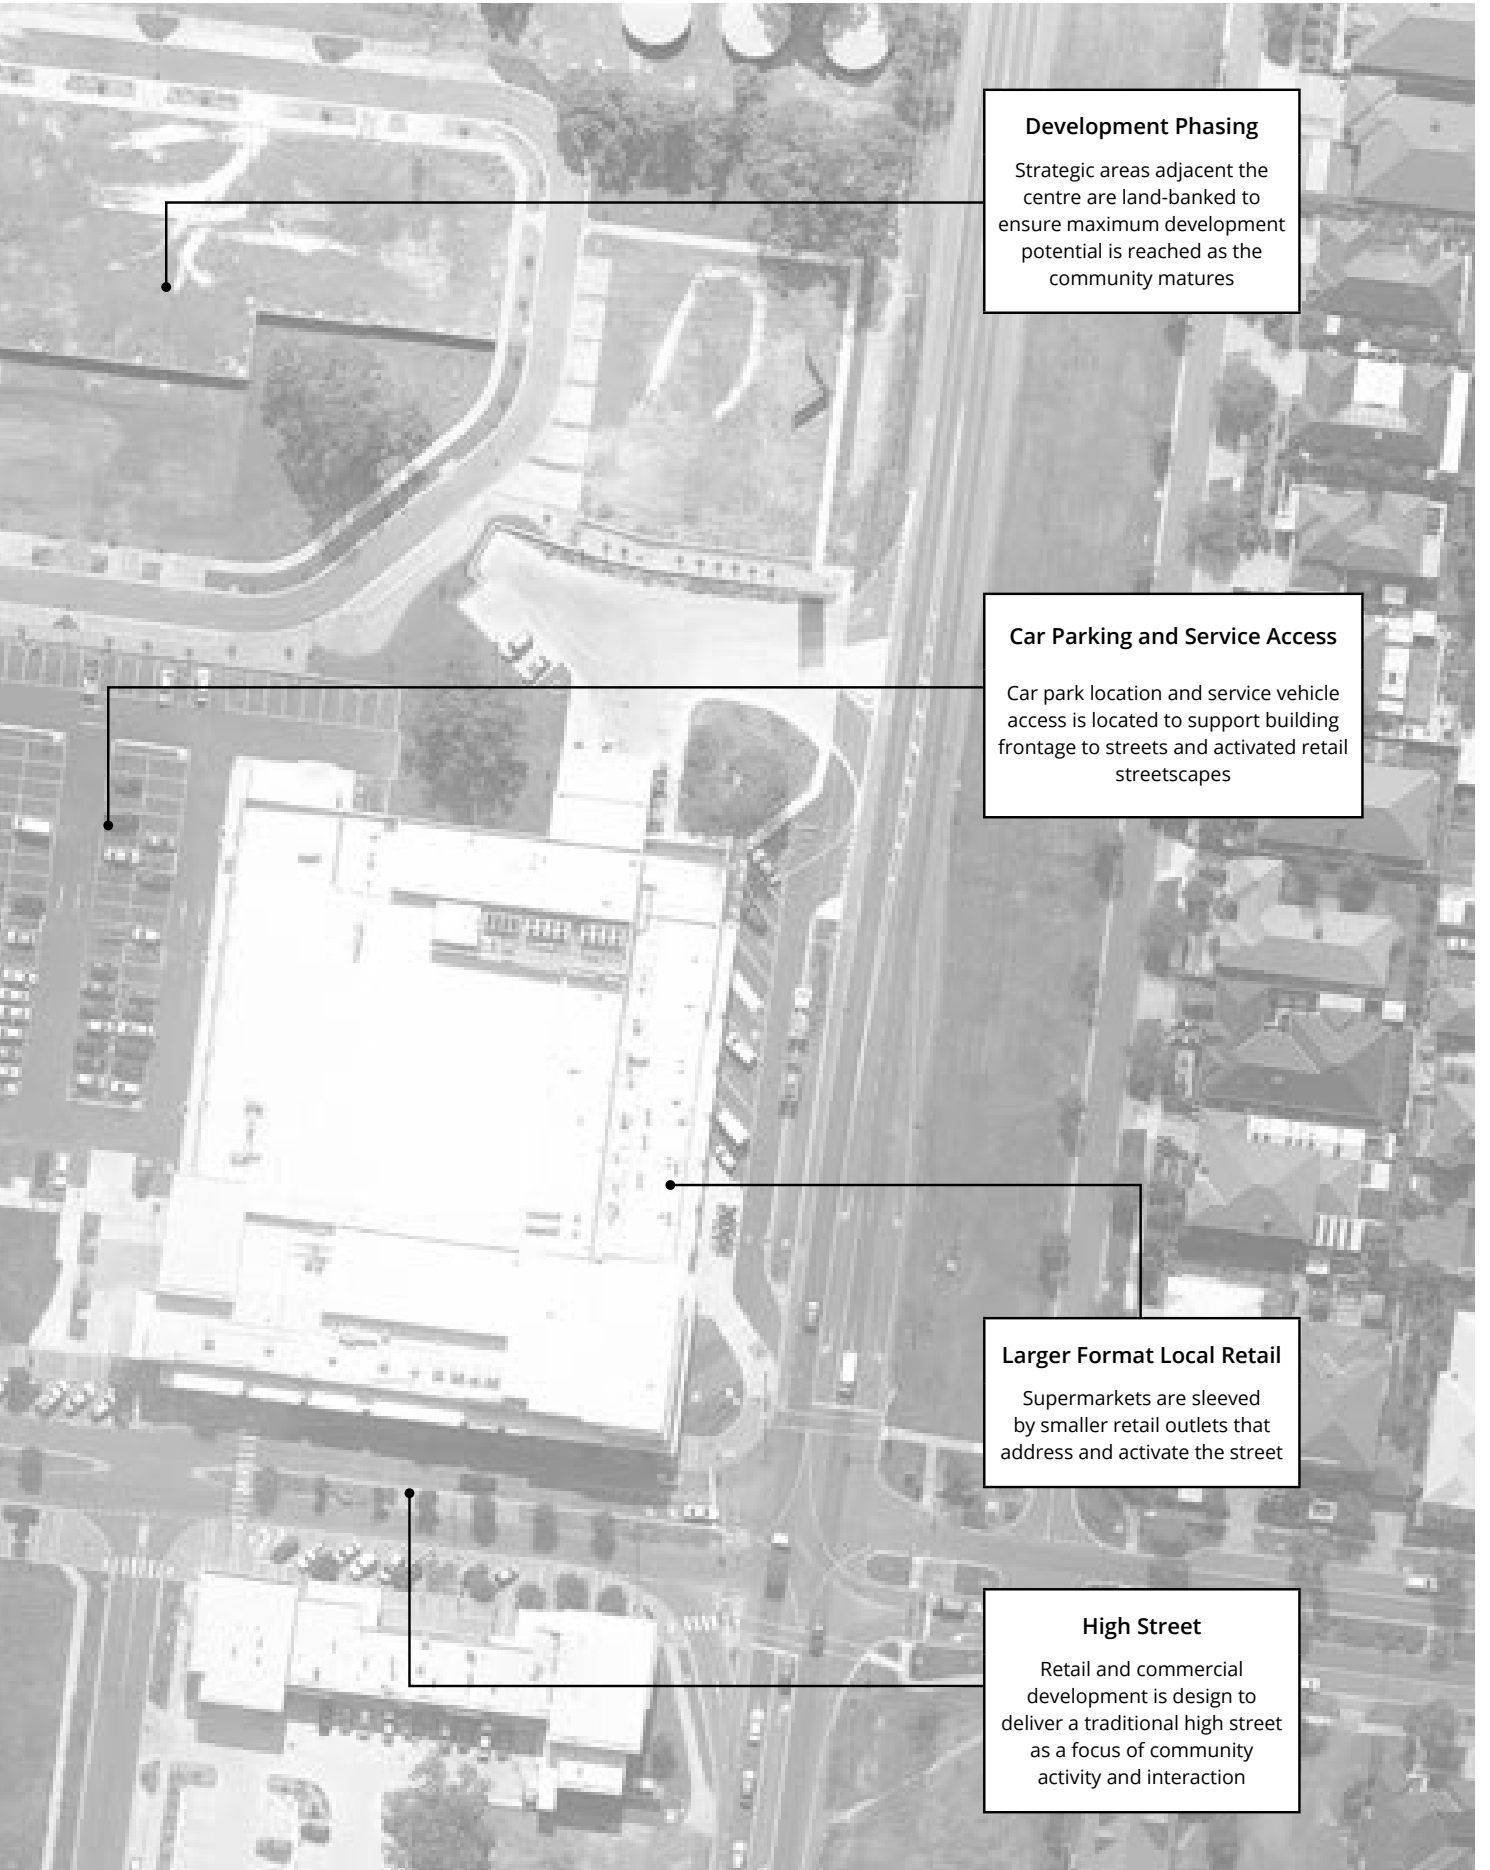 Development Phasing
Strategic areas adjacent the
centre are land-banked to
ensure maximum development
potential is reached as the
community matures
Car Parking and Service Access
Car park location and service vehicle
access is located to support building
frontage to streets and activated retail
streetscapes
Larger Format Local Retail
Supermarkets are sleeved
by smaller retail outlets that
address and activate the street
High Street
Retail and commercial
development is design to
deliver a traditional high street
as a focus of community
activity and interaction